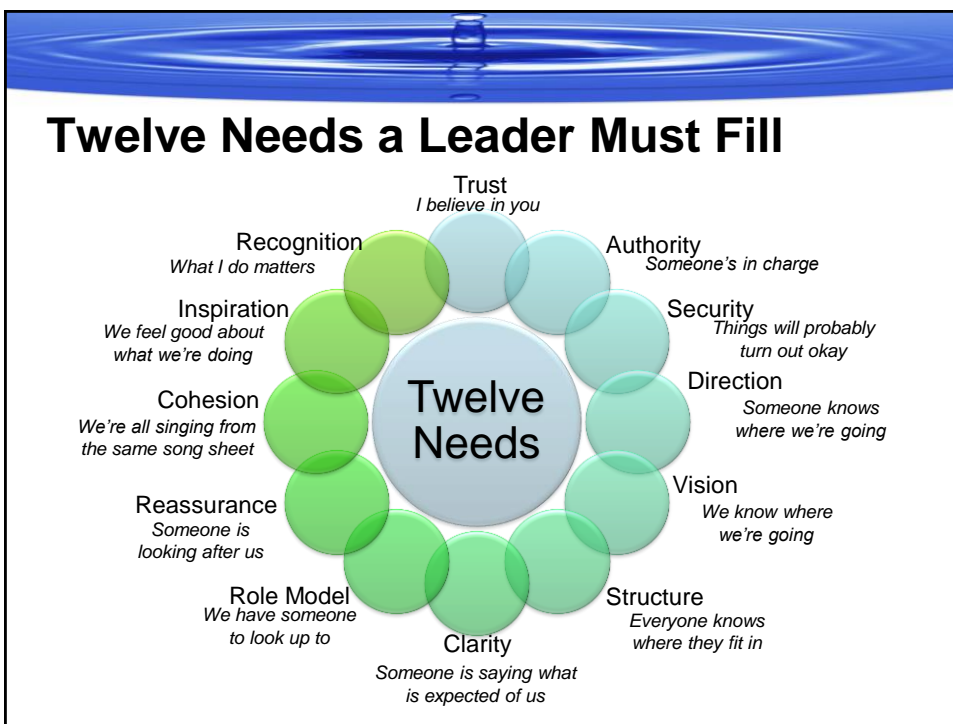 Twelve Needs a Leader Must Fill
Trust
I believe in you
Authority
Someone's in charge
Security
Things will probably
turn out okay
Direction
Someone knows
where we're going
Vision
We know where
we're going
Structure
Everyone knows
where they fit in
Clarity
Someone is saying what
is expected of us
Role Model
We have someone
to look up to
Reassurance
Someone is
looking after us
Cohesion
We're all singing from
the same song sheet
Inspiration
We feel good about
what we're doing
Recognition
What I do matters
Twelve
Needs